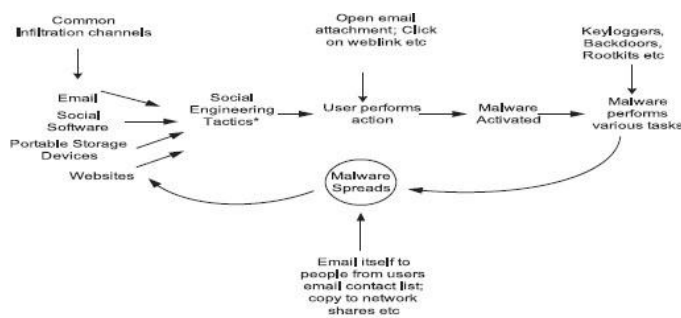 Common
Infiltration channels
Open email
attachment; Click
on weblink etc
Keyloggers,
Backdoors,
Rootkits etc
Email
Social
Software
Portable Storage
Devices
Websites
Social
Engineering
Tactics*
User performs
action
Malware
Activated
Malware
performs
various tasks
Malware
Spreads
Email itself to
people from users
email contact list;
copy to network
shares etc